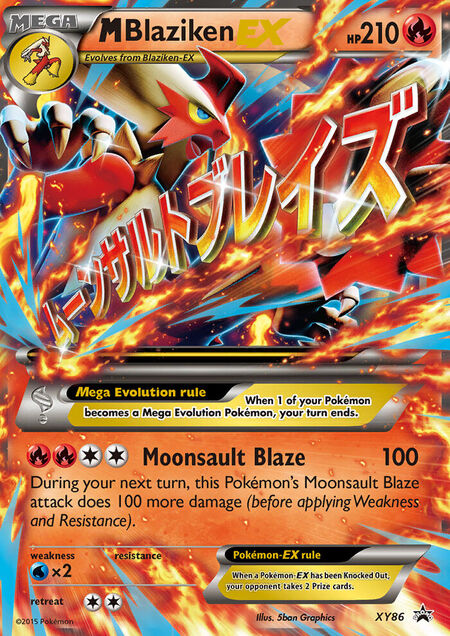 MEGA
M Blaziken EX
HP210
Evolves from Blaziken-EX
ムーンサルトブレイズ
Mega Evolution rule
When 1 of your Pokémon
becomes a Mega Evolution Pokémon, your turn ends.
Moonsault Blaze 100
During your next turn, this Pokémon's Moonsault Blaze
attack does 100 more damage (before applying Weakness
and Resistance).
weakness resistance
×2
retreat
Pokémon-EX rule
When a Pokémon-EX has been Knocked Out,
your opponent takes 2 Prize cards.
©2015 Pokémon
Illus. 5ban Graphics
XY86